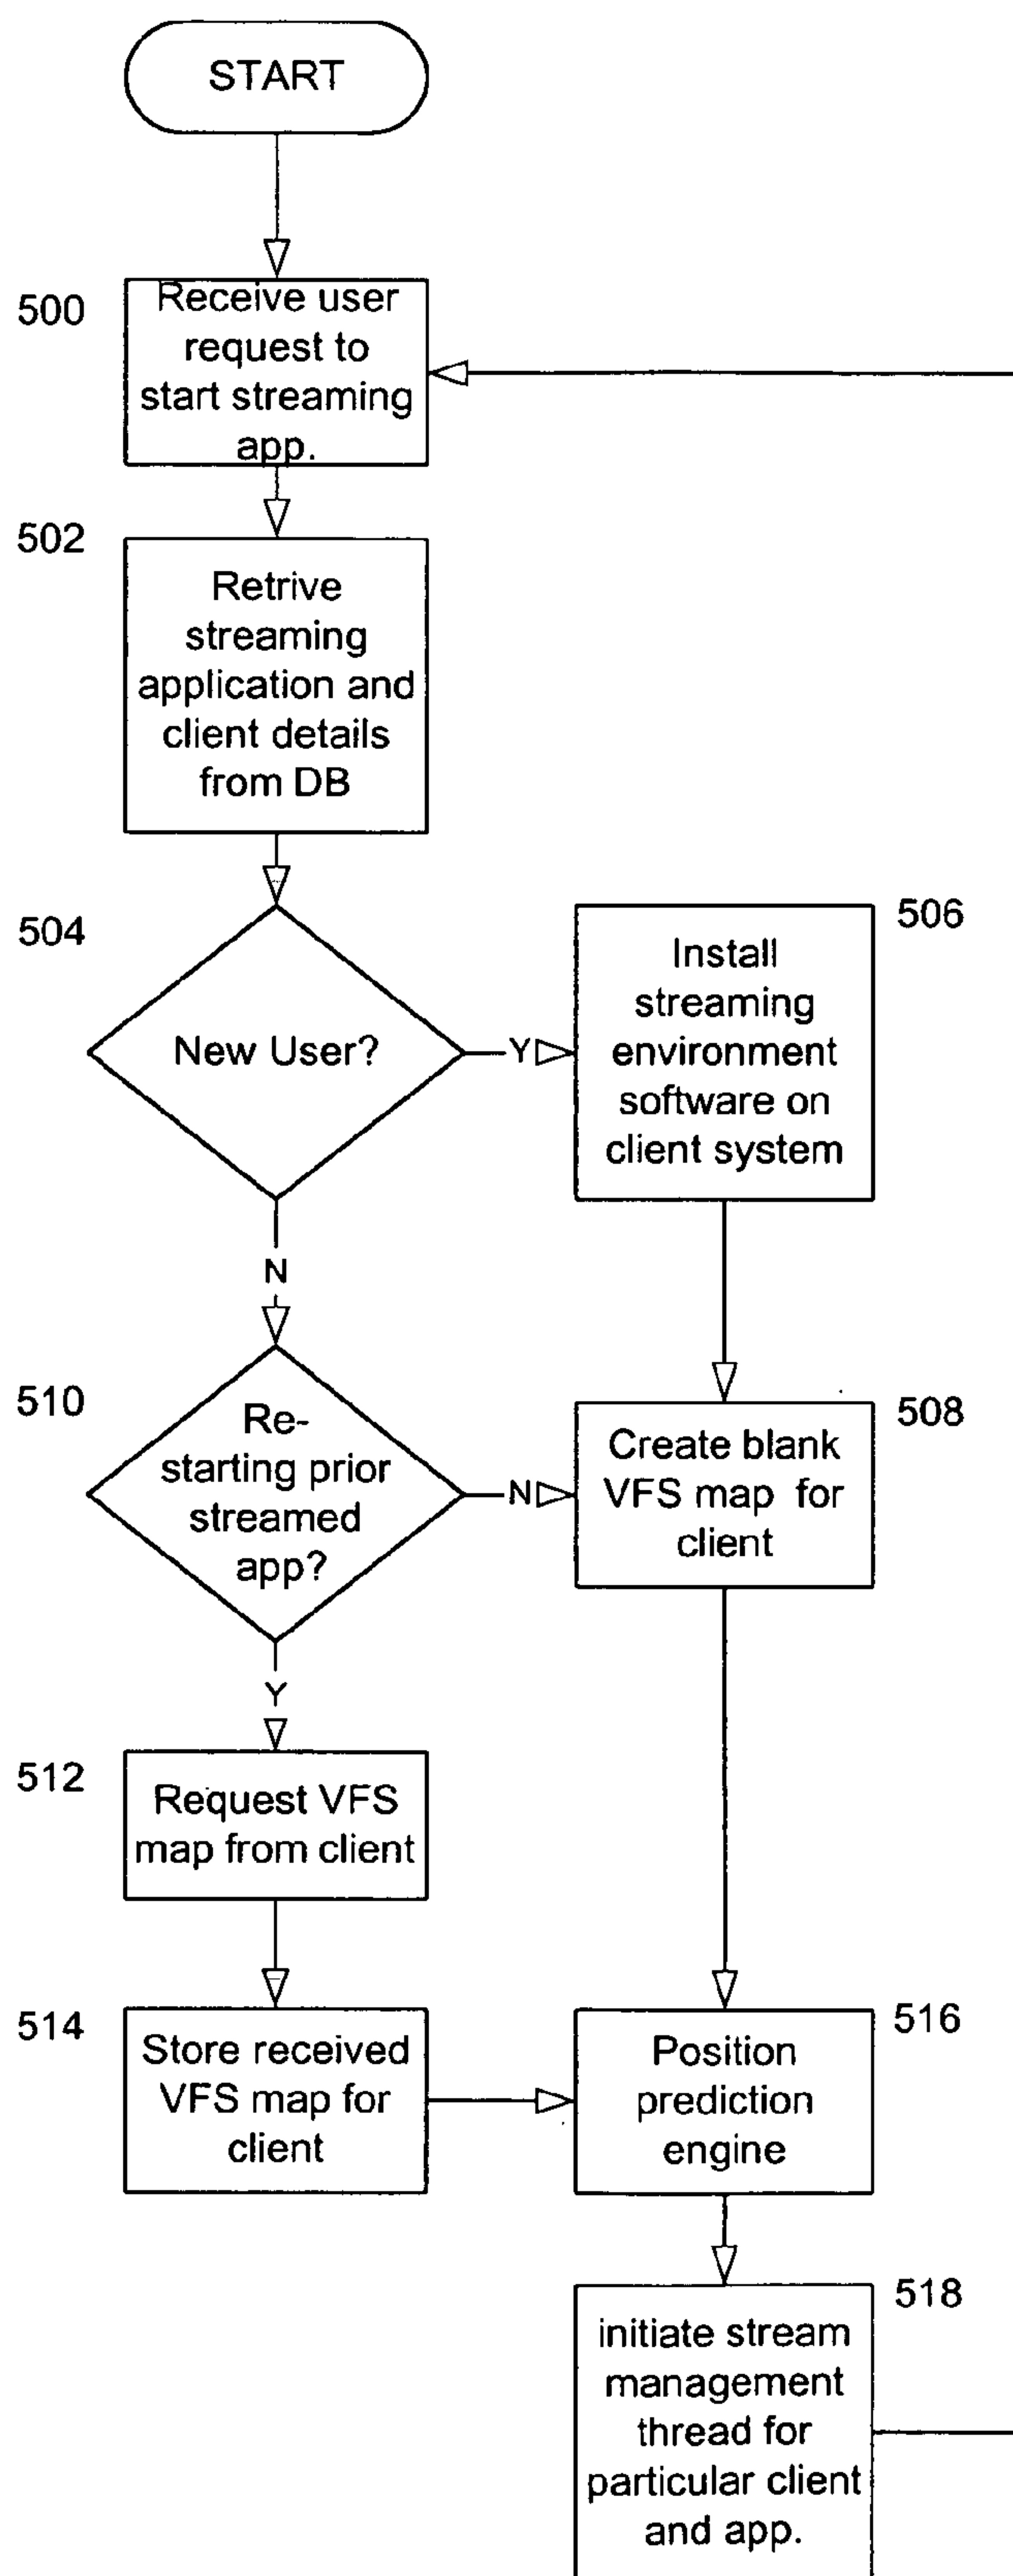 START
500
Receive user
request to
start streaming
app.
502
Retrive
streaming
application and
client details
from DB
504
New User?
Y
506
Install
streaming
environment
software on
client system
N
510
Re-
starting prior
streamed
app?
N
508
Create blank
VFS map for
client
Y
512
Request VFS
map from client
514
Store received
VFS map for
client
516
Position
prediction
engine
518
initiate stream
management
thread for
particular client
and app.